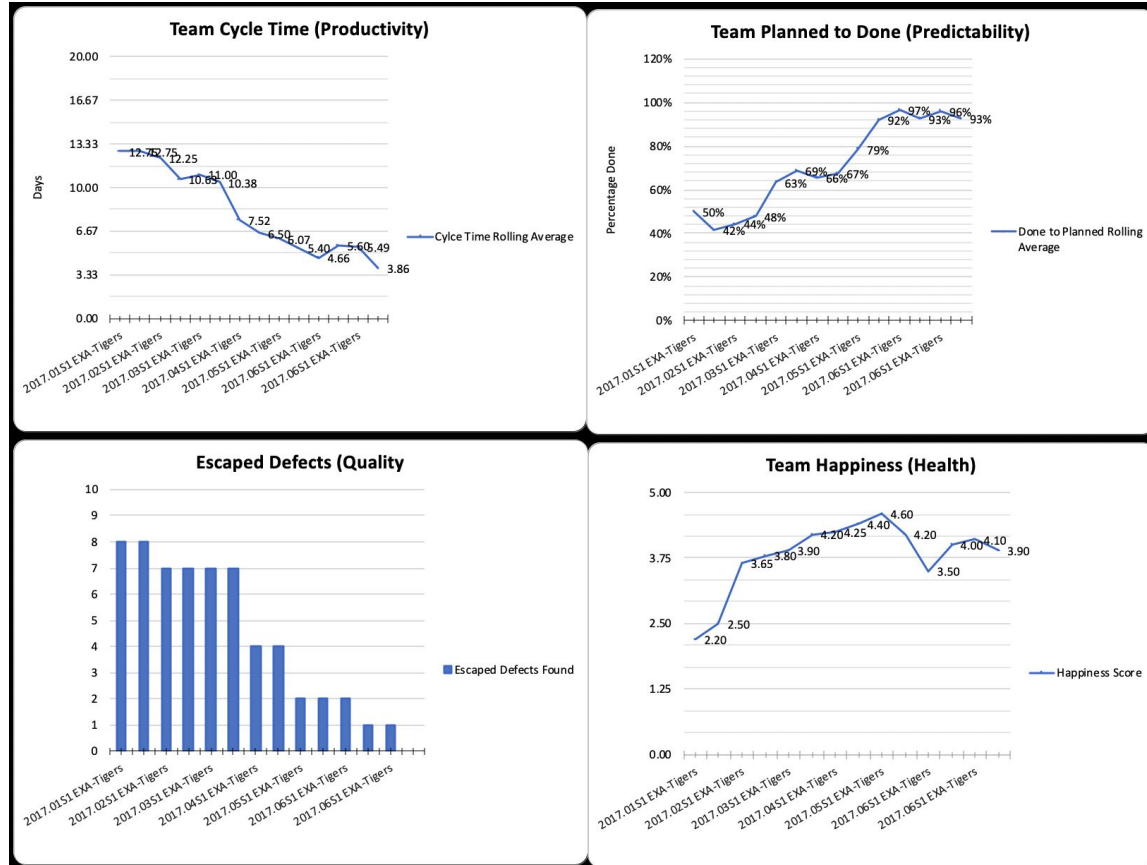 Team Cycle Time (Productivity)
20.00
16.67
13.33
10.00
6.67
3.33
0.00
Days
12.75
12.75
12.25
10.63
11.00
10.38
7.52
6.50
6.07
5.40
4.66
5.60
5.49
3.86
Cylce Time Rolling Average
2017.01S1 EXA-Tigers
2017.02S1 EXA-Tigers
2017.03S1 EXA-Tigers
2017.04S1 EXA-Tigers
2017.05S1 EXA-Tigers
2017.06S1 EXA-Tigers
2017.06S1 EXA-Tigers
Team Planned to Done (Predictability)
120%
100%
80%
60%
40%
20%
0%
Percentage Done
50%
42%
44%
48%
63%
69%
66%
67%
79%
92%
97%
93%
96%
93%
Done to Planned Rolling
Average
2017.01S1 EXA-Tigers
2017.02S1 EXA-Tigers
2017.03S1 EXA-Tigers
2017.04S1 EXA-Tigers
2017.05S1 EXA-Tigers
2017.06S1 EXA-Tigers
2017.06S1 EXA-Tigers
Escaped Defects (Quality
10
9
8
7
6
5
4
3
2
1
0
Escaped Defects Found
2017.01S1 EXA-Tigers
2017.02S1 EXA-Tigers
2017.03S1 EXA-Tigers
2017.04S1 EXA-Tigers
2017.05S1 EXA-Tigers
2017.06S1 EXA-Tigers
2017.06S1 EXA-Tigers
Team Happiness (Health)
5.00
3.75
2.50
1.25
0.00
2.20
2.50
3.65
3.80
3.90
4.20
4.25
4.40
4.60
4.20
3.50
4.00
4.10
3.90
Happiness Score
2017.01S1 EXA-Tigers
2017.02S1 EXA-Tigers
2017.03S1 EXA-Tigers
2017.04S1 EXA-Tigers
2017.05S1 EXA-Tigers
2017.06S1 EXA-Tigers
2017.06S1 EXA-Tigers